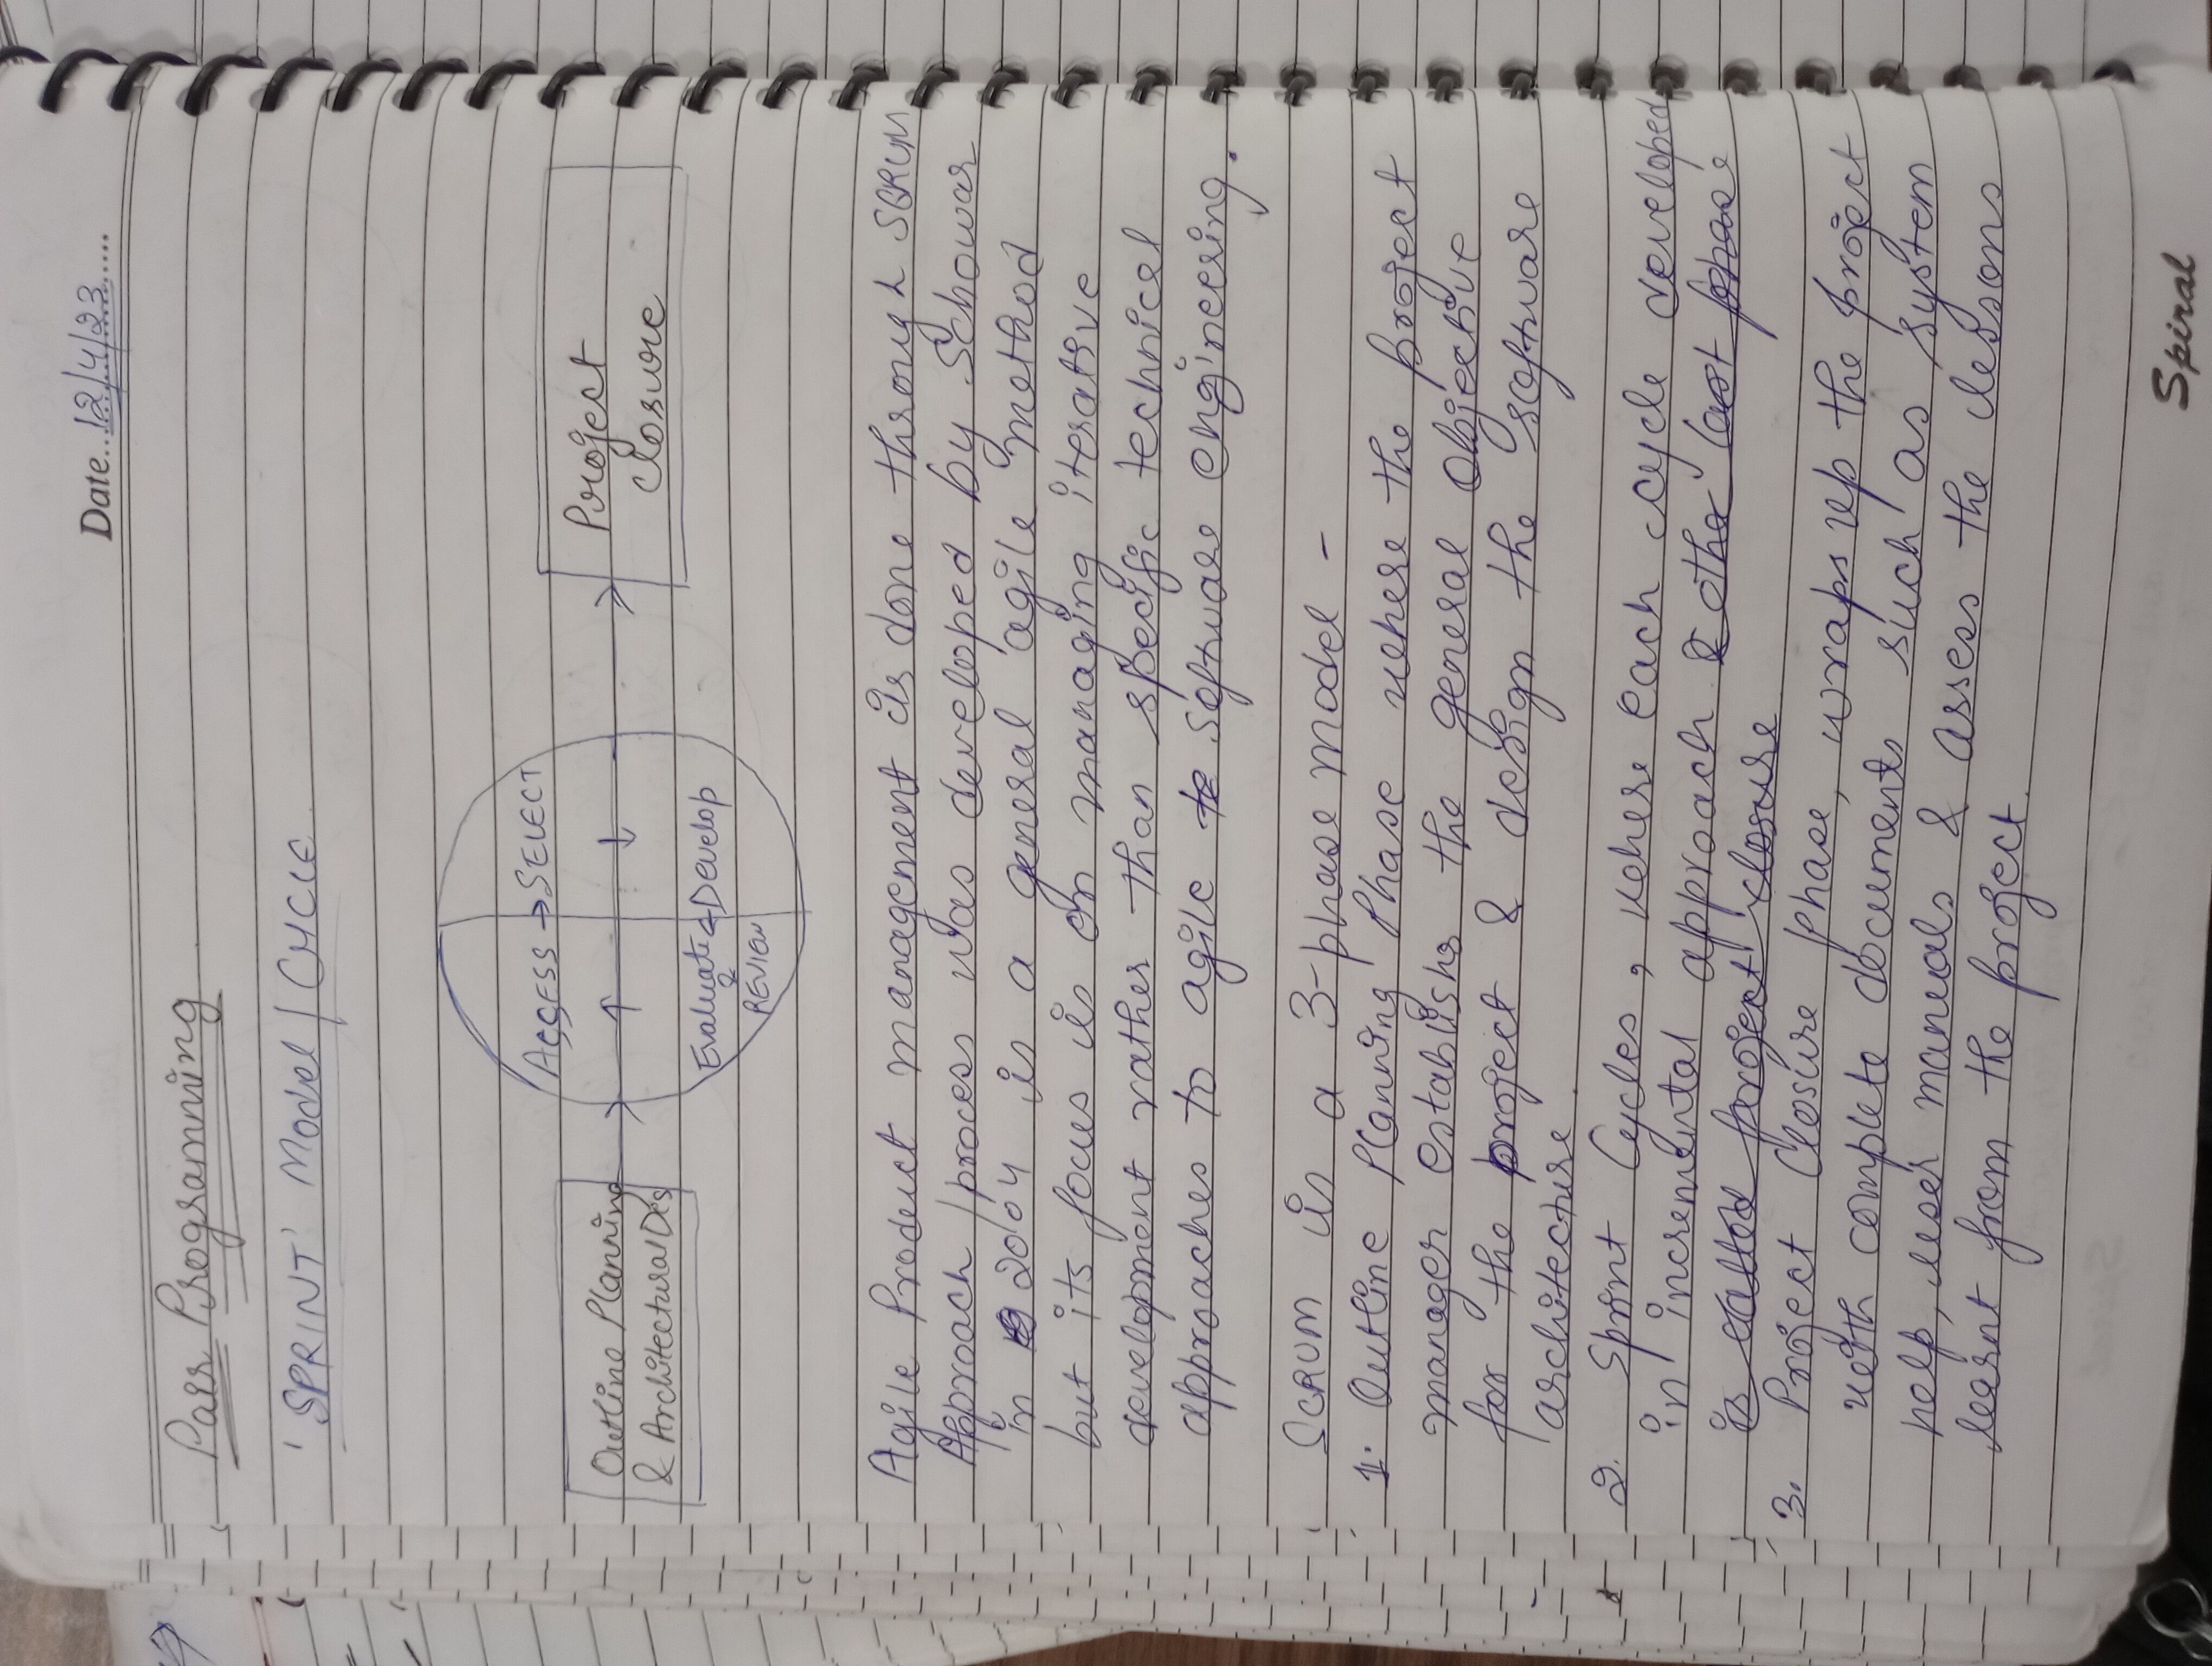 Date..12/4/23......
Pair Programming
'SPRINT' Model / CYCLE
Outline Planning
& Architectural Des
ACCESS → SELECT
Evaluate Develop
&
REVIEW
Project
closure
Agile Product management is done through SCRUM
Approach / process was developed by Schowar
in 2004 is a general agile method
but its focus is on managing iterative
development rather than specific technical
approaches to agile software engineering.
Scrum is a 3-phase model -
1. Outline Planning Phase where the project
manager establishs the general objective
for the project & design the software
architecture.
2. Sprint Cycles, where each cycle developed
in incremental approach & the last phase
is called project closure
3. Project Closure phase, wraps up the project
with complete documents such as system
help, user manuals & asses the lessons
learnt from the project.
Spiral